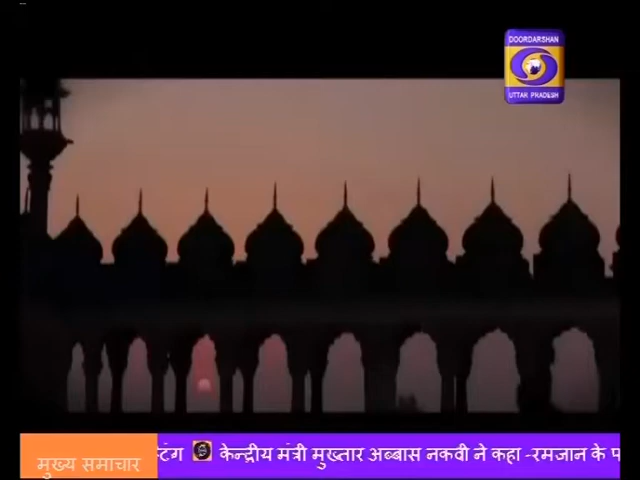 DOORDARSHAN
UTTAR PRADESH
मुख्य समाचार
केन्द्रीय मंत्री मुख्तार अब्बास नकवी ने कहा -रमजान के